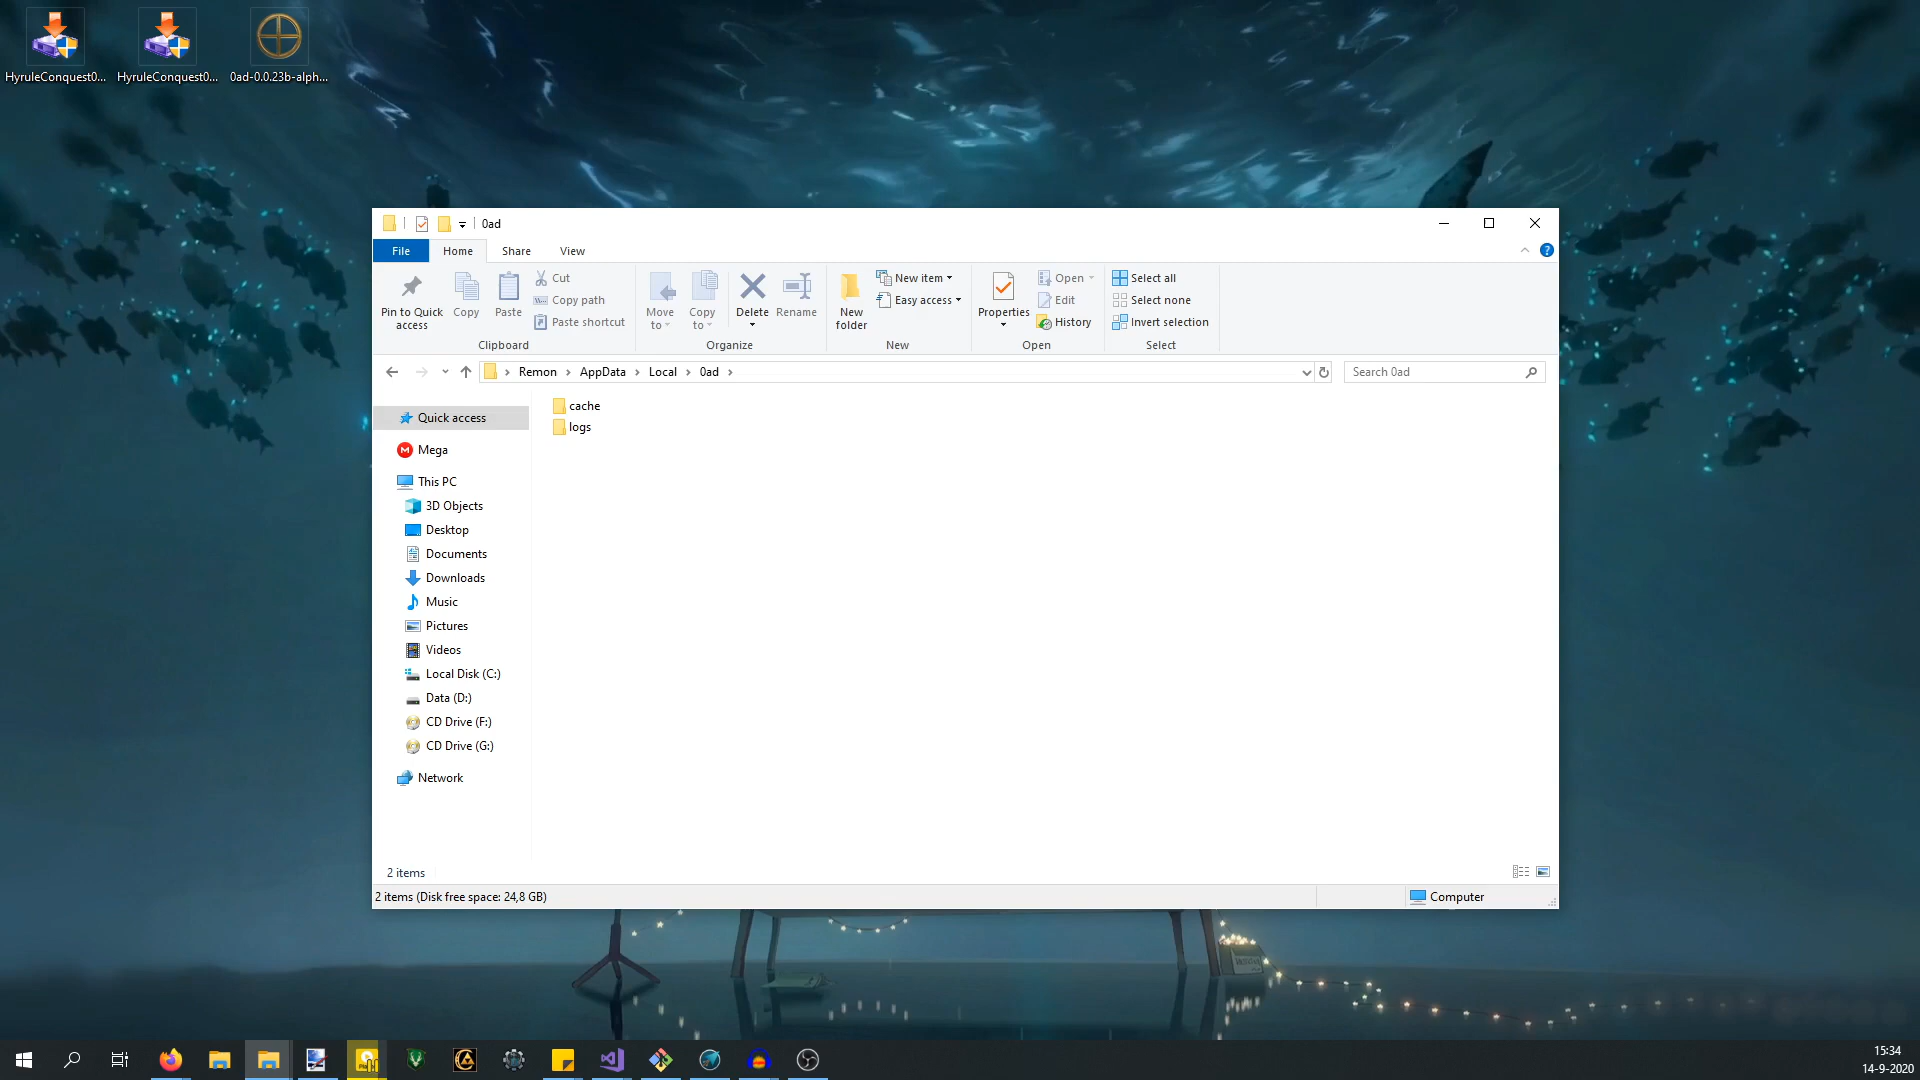 HyruleConquest0...
HyruleConquest0...
0ad-0.0.23b-alph...
0ad
File
Home
Share
View
Pin to Quick
access
Copy
Paste
Cut
Copy path
Paste shortcut
Clipboard
Move
to
Copy
to
Delete
Rename
Organize
New
folder
New item
Easy access
New
Properties
Open
Edit
History
Open
Select all
Select none
Invert selection
Select
Remon
AppData
Local
0ad
Search 0ad
Quick access
Mega
This PC
3D Objects
Desktop
Documents
Downloads
Music
Pictures
Videos
Local Disk (C:)
Data (D:)
CD Drive (F:)
CD Drive (G:)
Network
cache
logs
2 items
2 items (Disk free space: 24,8 GB)
Computer
15:34
14-9-2020